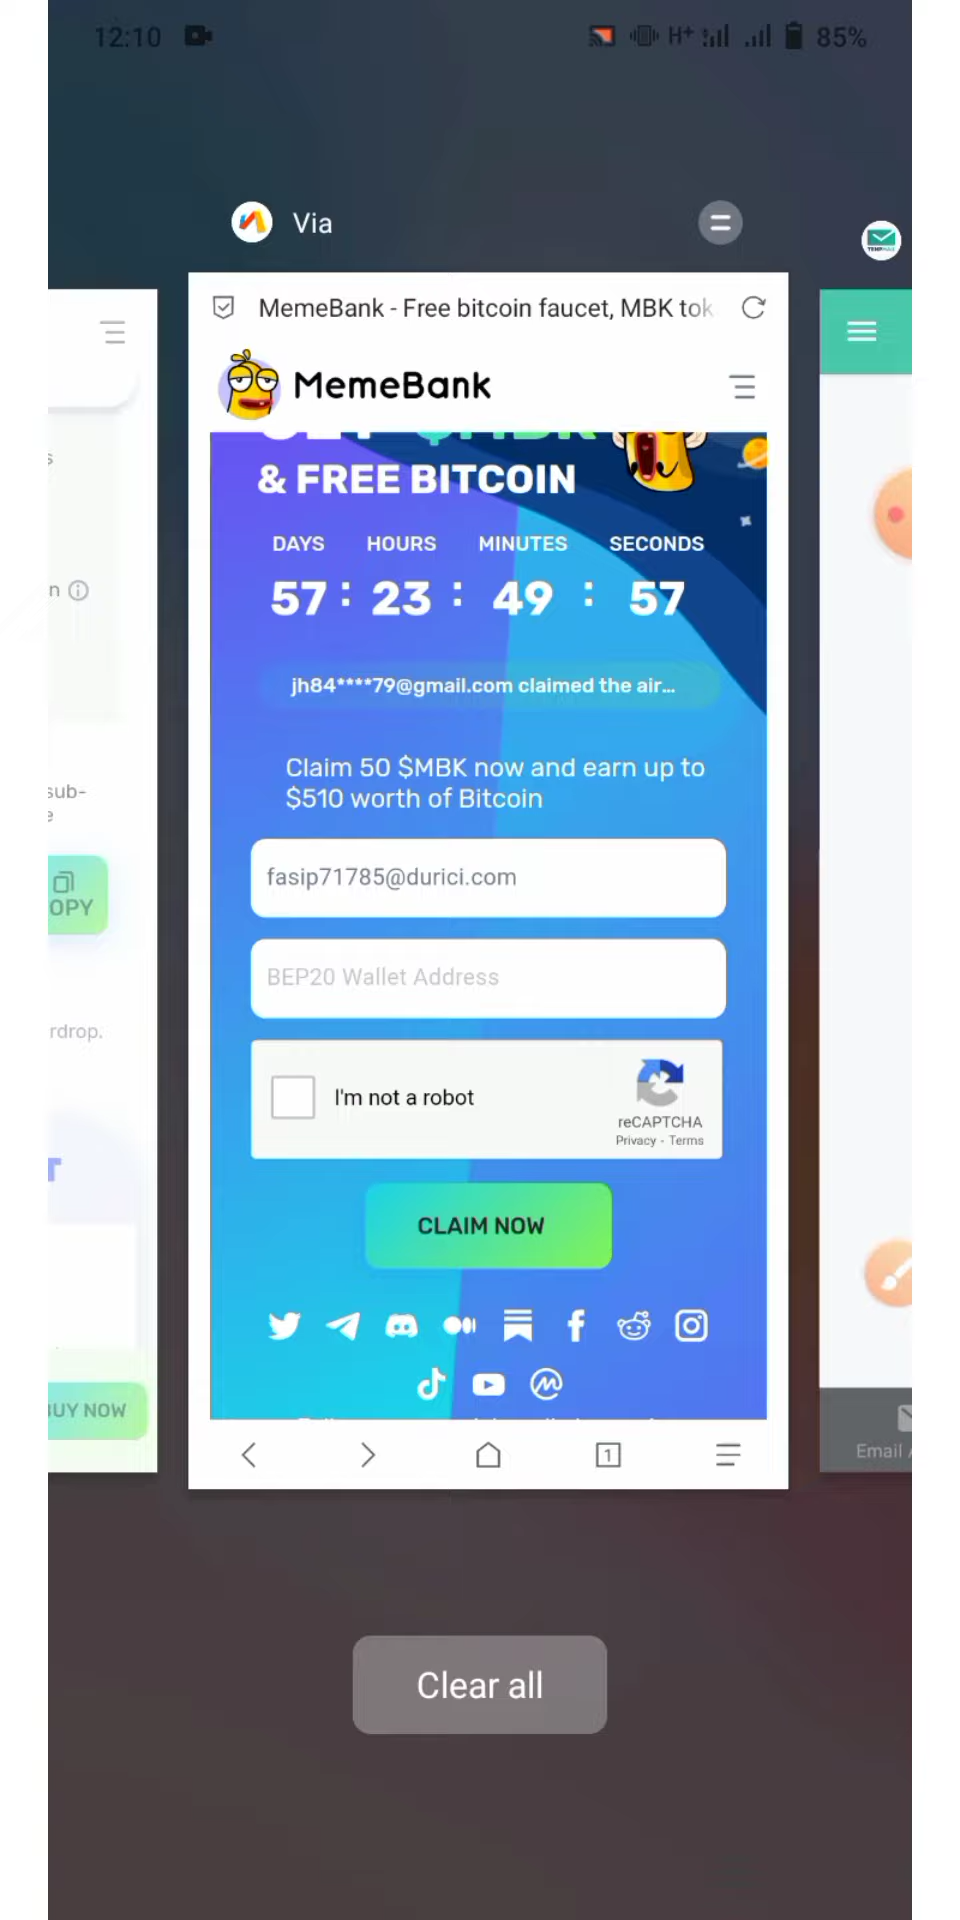 12:10
H+
85%
Via
MemeBank - Free bitcoin faucet, MBK tok
MemeBank
& FREE BITCOIN
DAYS HOURS MINUTES SECONDS
57 : 23 : 49 : 57
jh84****79@gmail.com claimed the air...
Claim 50 $MBK now and earn up to
$510 worth of Bitcoin
fasip71785@durici.com
BEP20 Wallet Address
I'm not a robot
reCAPTCHA
Privacy - Terms
CLAIM NOW
1
sub-
OPY
rdrop.
BUY NOW
Email
Clear all